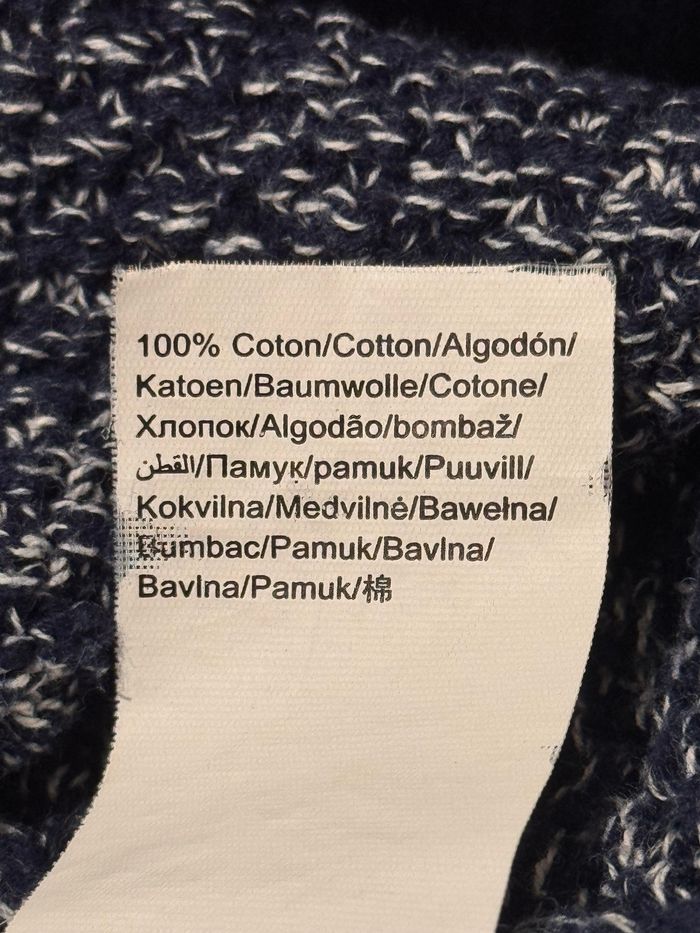 100% Coton/Cotton/Algodón/
Katoen/Baumwolle/Cotone/
Хлопок/Algodão/bombaž/
القطن/Памук/pamuk/Puuvill/
Kokvilna/Medvilnė/Bawełna/
Bumbac/Pamuk/Bavlna/
Bavlna/Pamuk/棉